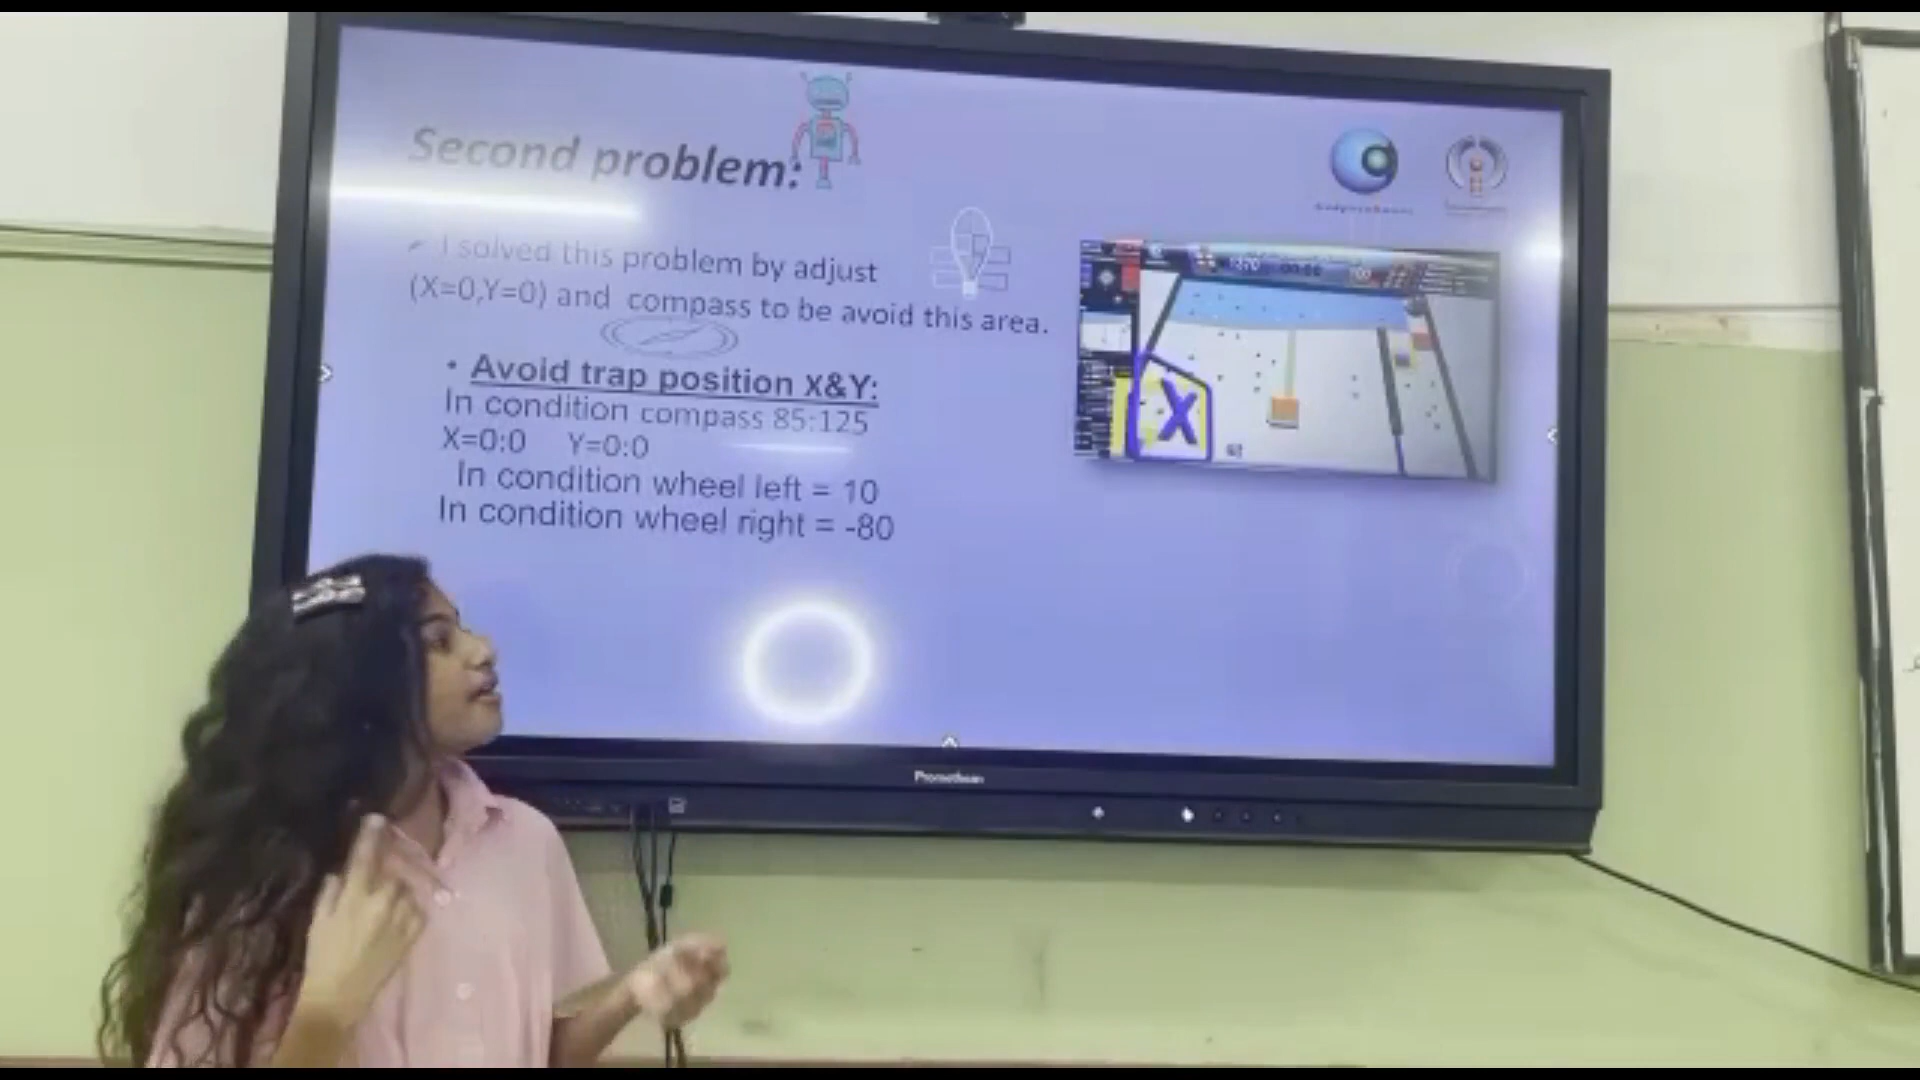 Second problem:
I solved this problem by adjust
(X=0,Y=0) and compass to be avoid this area.
Avoid trap position X&Y:
In condition compass 85:125
X=0:0 Y=0:0
In condition wheel left = 10
In condition wheel right = -80
X
Promethean